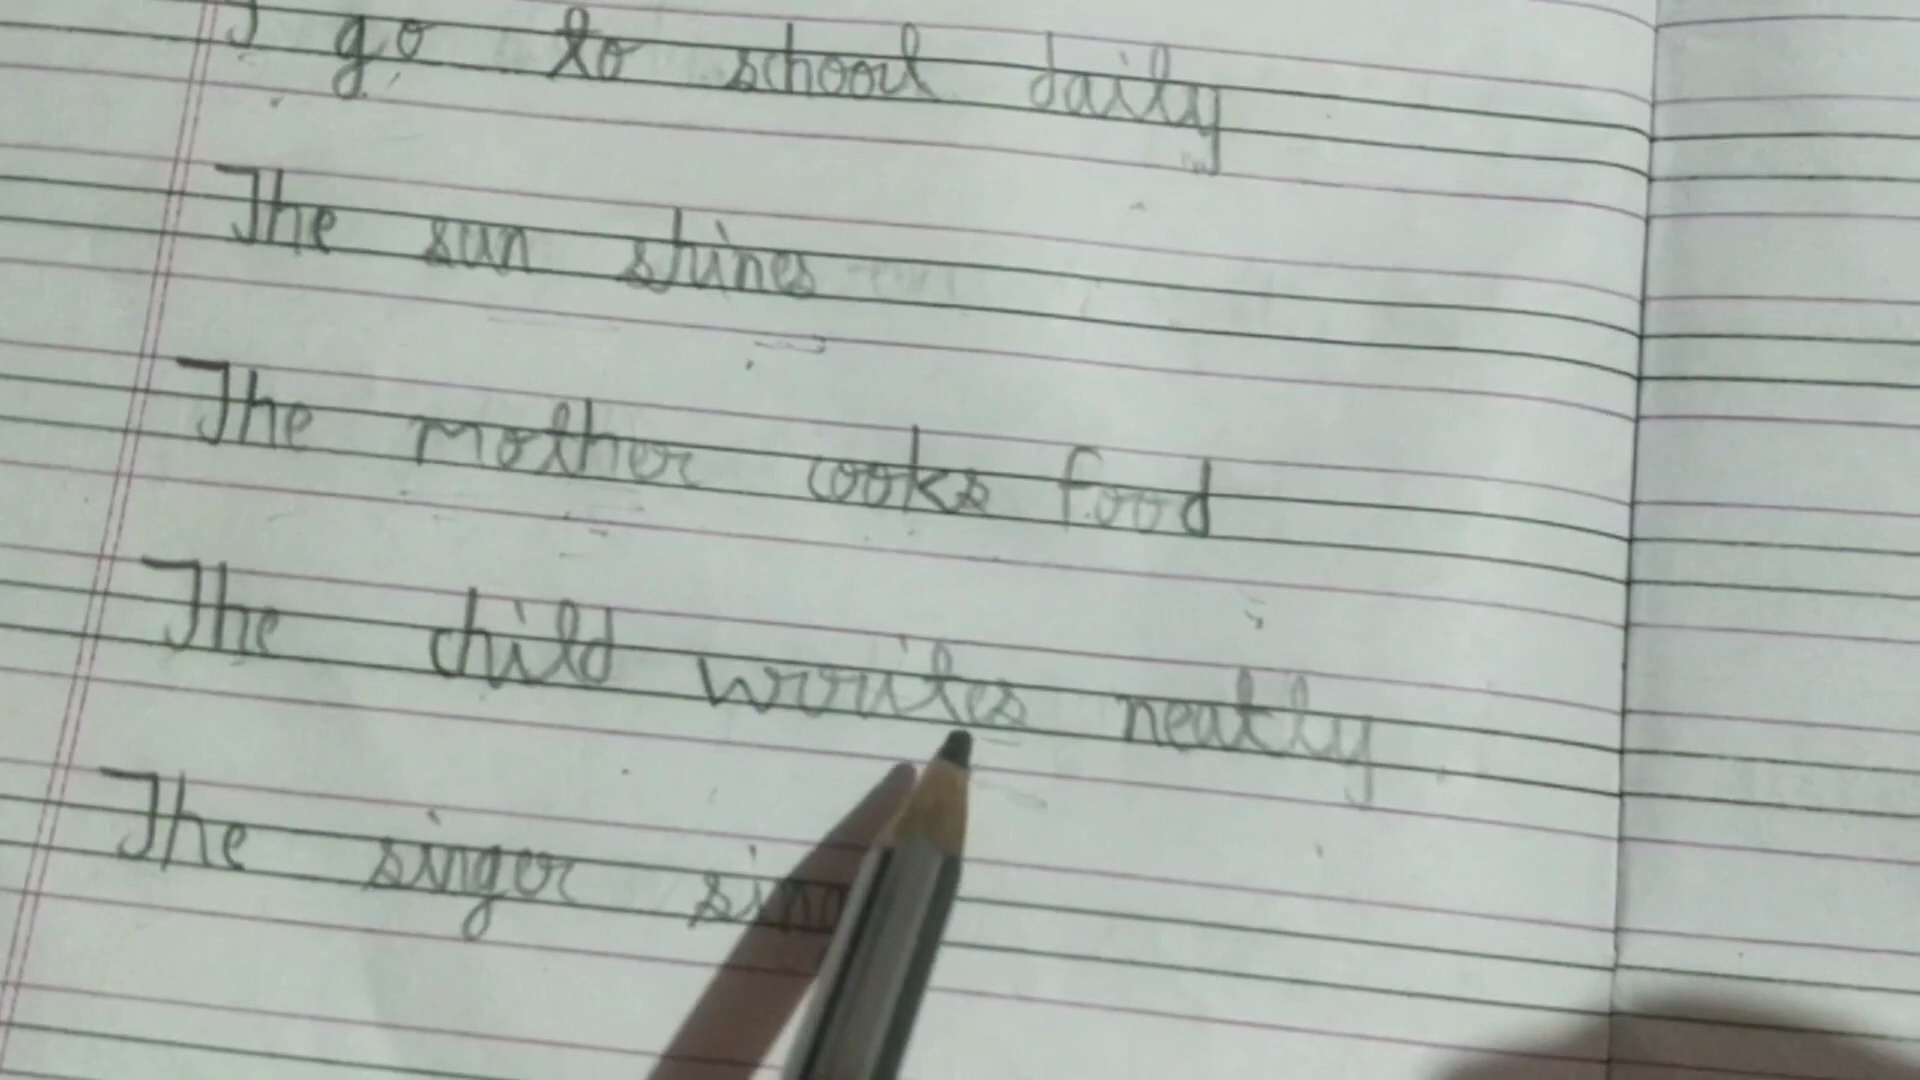 I go to school daily
The sun shines
The mother cooks food
The child writes neatly
The singer